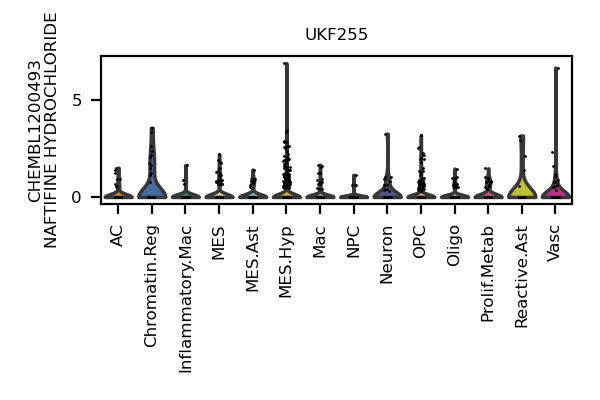 UKF255
CHEMBL1200493
NAFTIFINE HYDROCHLORIDE
5
0
AC
Chromatin.Reg
Inflammatory.Mac
MES
MES.Ast
MES.Hyp
Mac
NPC
Neuron
OPC
Oligo
Prolif.Metab
Reactive.Ast
Vasc